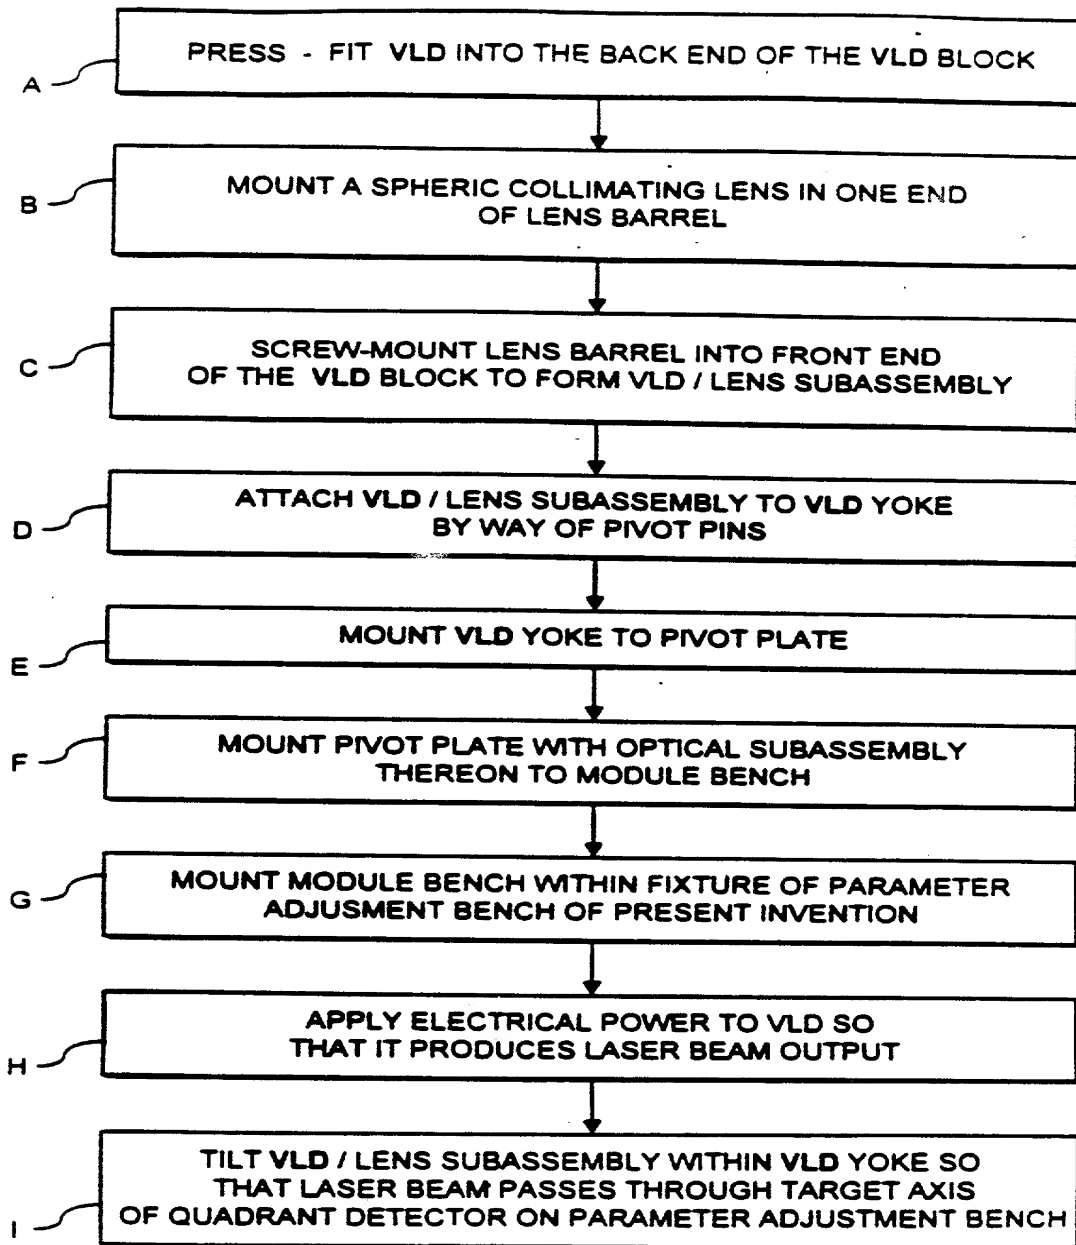 A
PRESS - FIT VLD INTO THE BACK END OF THE VLD BLOCK
B
MOUNT A SPHERIC COLLIMATING LENS IN ONE END
OF LENS BARREL
C
SCREW-MOUNT LENS BARREL INTO FRONT END
OF THE VLD BLOCK TO FORM VLD / LENS SUBASSEMBLY
D
ATTACH VLD / LENS SUBASSEMBLY TO VLD YOKE
BY WAY OF PIVOT PINS
E
MOUNT VLD YOKE TO PIVOT PLATE
F
MOUNT PIVOT PLATE WITH OPTICAL SUBASSEMBLY
THEREON TO MODULE BENCH
G
MOUNT MODULE BENCH WITHIN FIXTURE OF PARAMETER
ADJUSMENT BENCH OF PRESENT INVENTION
H
APPLY ELECTRICAL POWER TO VLD SO
THAT IT PRODUCES LASER BEAM OUTPUT
I
TILT VLD / LENS SUBASSEMBLY WITHIN VLD YOKE SO
THAT LASER BEAM PASSES THROUGH TARGET AXIS
OF QUADRANT DETECTOR ON PARAMETER ADJUSTMENT BENCH